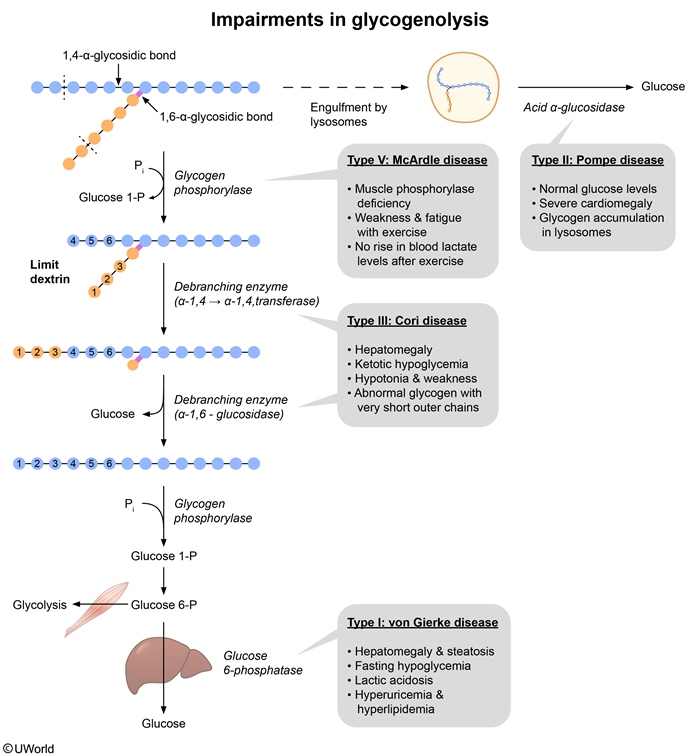 Impairments in glycogenolysis
1,4-α-glycosidic bond
1,6-α-glycosidic bond
Engulfment by
lysosomes
Acid α-glucosidase
Glucose
Pi
Glucose 1-P
Glycogen
phosphorylase
Type V: McArdle disease
• Muscle phosphorylase
deficiency
• Weakness & fatigue
with exercise
• No rise in blood lactate
levels after exercise
Type II: Pompe disease
• Normal glucose levels
• Severe cardiomegaly
• Glycogen accumulation
in lysosomes
4 5 6
Limit
dextrin
3
2
1
Debranching enzyme
(α-1,4 → α-1,4,transferase)
Type III: Cori disease
• Hepatomegaly
• Ketotic hypoglycemia
• Hypotonia & weakness
• Abnormal glycogen with
very short outer chains
1 2 3 4 5 6
Glucose
Debranching enzyme
(α-1,6 - glucosidase)
1 2 3 4 5 6
Pi
Glycogen
phosphorylase
Glucose 1-P
Glycolysis
Glucose 6-P
Glucose
6-phosphatase
Type I: von Gierke disease
• Hepatomegaly & steatosis
• Fasting hypoglycemia
• Lactic acidosis
• Hyperuricemia &
hyperlipidemia
Glucose
©UWorld